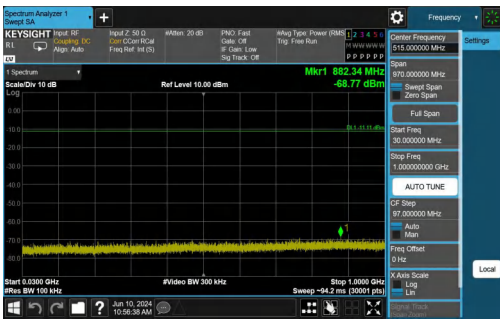 Spectrum Analyzer 1
Swept SA
+
Frequency
KEYSIGHT
RL
Input: RF
Coupling: DC
Align: Auto
Input Z: 50 Ω
Corr CCorr RCal
Freq Ref: Int (S)
#Atten: 20 dB
PNO: Fast
Gate: Off
IF Gain: Low
Sig Track: Off
#Avg Type: Power (RMS)
Trig: Free Run
1 2 3 4 5 6
M W W W W W
P P P P P P
LXI
1 Spectrum
Scale/Div 10 dB
Log
Ref Level 10.00 dBm
Mkr1 882.34 MHz
-68.77 dBm
0.00
-10.0
DL1 -11.11 dBm
-20.0
-30.0
-40.0
-50.0
-60.0
1
-70.0
-80.0
Start 0.0300 GHz
#Res BW 100 kHz
#Video BW 300 kHz
Stop 1.0000 GHz
Sweep ~94.2 ms (30001 pts)
?
Jun 10, 2024
10:56:38 AM
Center Frequency
515.000000 MHz
Span
970.000000 MHz
Swept Span
Zero Span
Full Span
Start Freq
30.000000 MHz
Stop Freq
1.000000000 GHz
AUTO TUNE
CF Step
97.000000 MHz
Auto
Man
Freq Offset
0 Hz
X Axis Scale
Log
Lin
Signal Track
Settings
Local